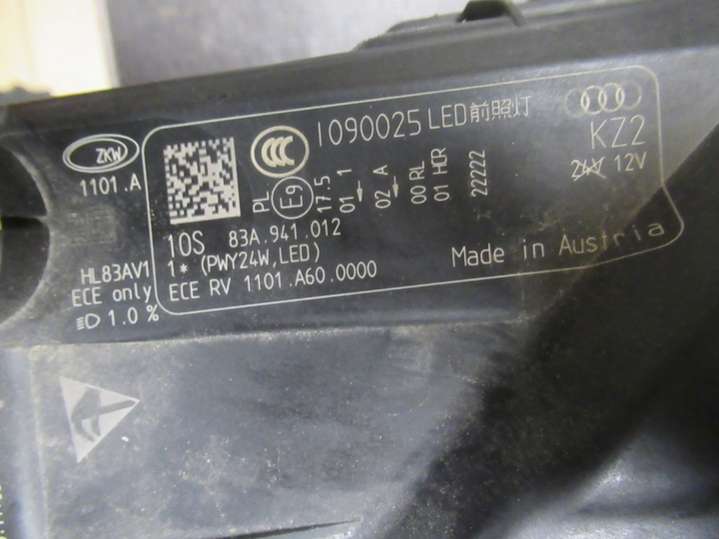 ZKW
1101.A
HL83AV1
ECE only
1.0 %
CCC
1090025 LED前照灯
KZ2
24V 12V
PL
E9
17.5
01 1
02 A
00 RL
01 HCR
22222
10S 83A.941.012
1* (PWY24W,LED)
ECE RV 1101.A60.0000
Made in Austria